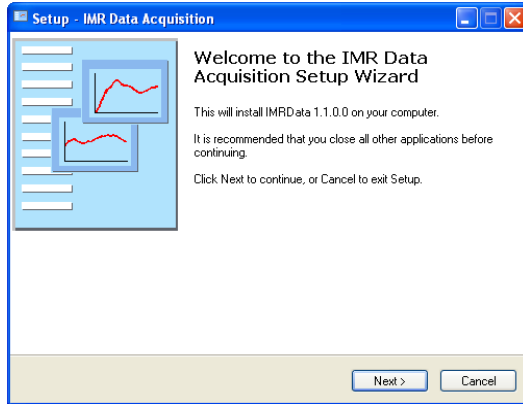 Setup - IMR Data Acquisition
Welcome to the IMR Data
Acquisition Setup Wizard
This will install IMRData 1.1.0.0 on your computer.
It is recommended that you close all other applications before
continuing.
Click Next to continue, or Cancel to exit Setup.
Next >
Cancel